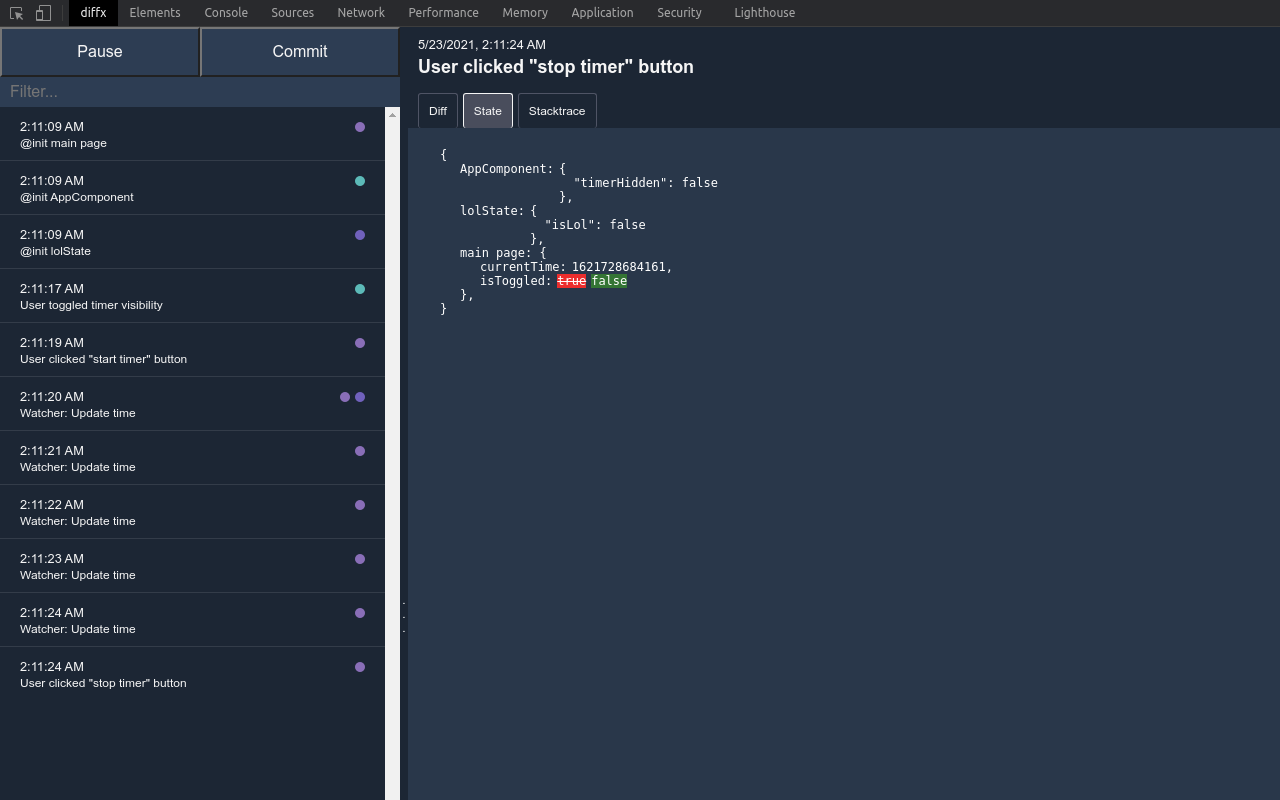 diffx Elements Console Sources Network Performance Memory Application Security Lighthouse
Pause Commit
Filter...
2:11:09 AM
@init main page
2:11:09 AM
@init AppComponent
2:11:09 AM
@init lolState
2:11:17 AM
User toggled timer visibility
2:11:19 AM
User clicked "start timer" button
2:11:20 AM
Watcher: Update time
2:11:21 AM
Watcher: Update time
2:11:22 AM
Watcher: Update time
2:11:23 AM
Watcher: Update time
2:11:24 AM
Watcher: Update time
2:11:24 AM
User clicked "stop timer" button
5/23/2021, 2:11:24 AM
User clicked "stop timer" button
Diff State Stacktrace
{
AppComponent: {
"timerHidden": false
},
lolState: {
"isLol": false
},
main page: {
currentTime: 1621728684161,
isToggled: true false
},
}